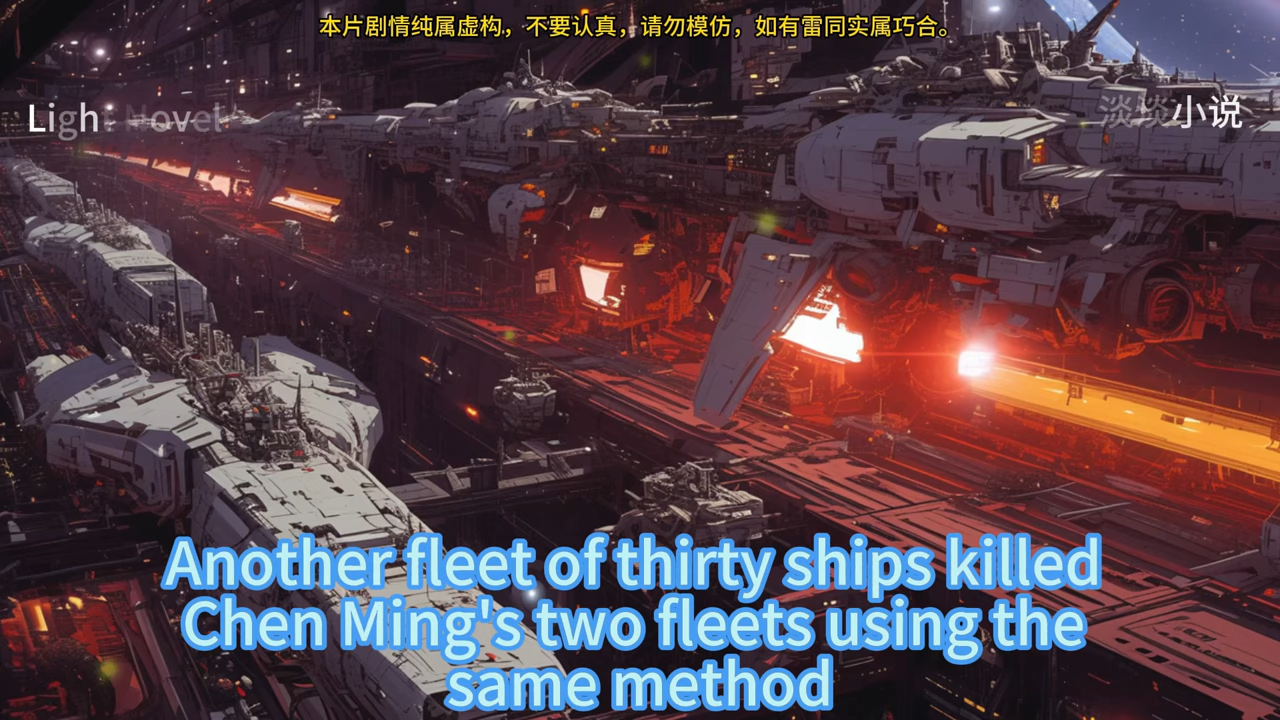 本片剧情纯属虚构，不要认真，请勿模仿，如有雷同实属巧合。
Light Novel
淡淡小说
Another fleet of thirty ships killed
Chen Ming's two fleets using the
same method